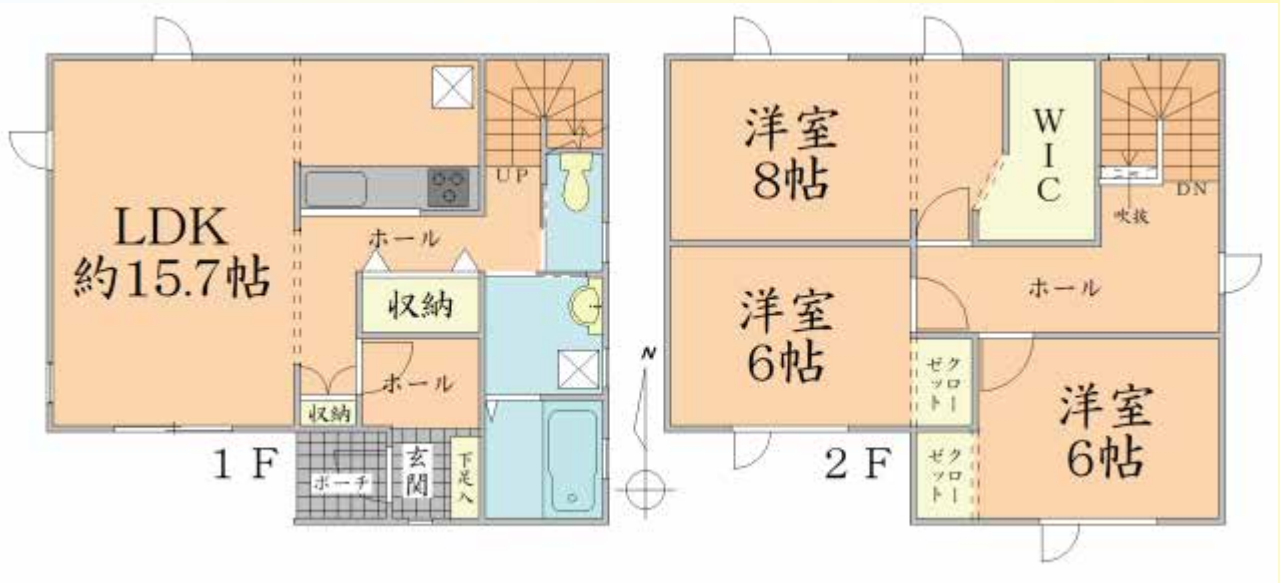 LDK
約15.7帖
ホール
UP
収納
ホール
収納
ポーチ
玄関
下足入
1F
N
洋室
8帖
WIC
吹抜
DN
洋室
6帖
ホール
クローゼット
クローゼット
洋室
6帖
2F